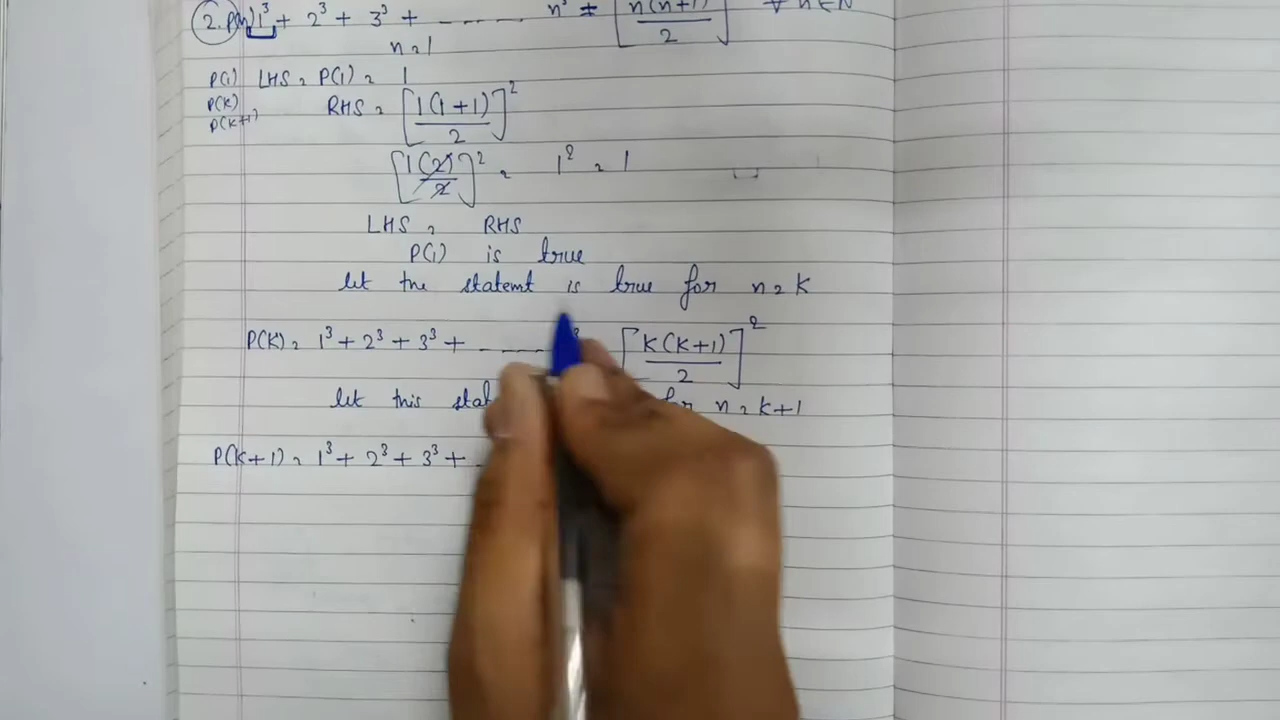 2. P(n) 1³ + 2³ + 3³ + ------ n³ = [n(n+1)/2] ∀ n ∈ N
n = 1
P(1) LHS = P(1) = 1
P(K) RHS = [1(1+1)/2]²
P(K+1)
[1(2)/2]² = 1² = 1
LHS = RHS
P(1) is true
let the statemt is true for n = K
P(K) = 1³ + 2³ + 3³ + ---- [K(K+1)/2]²
let this for n = K+1
P(K+1) = 1³ + 2³ + 3³ +